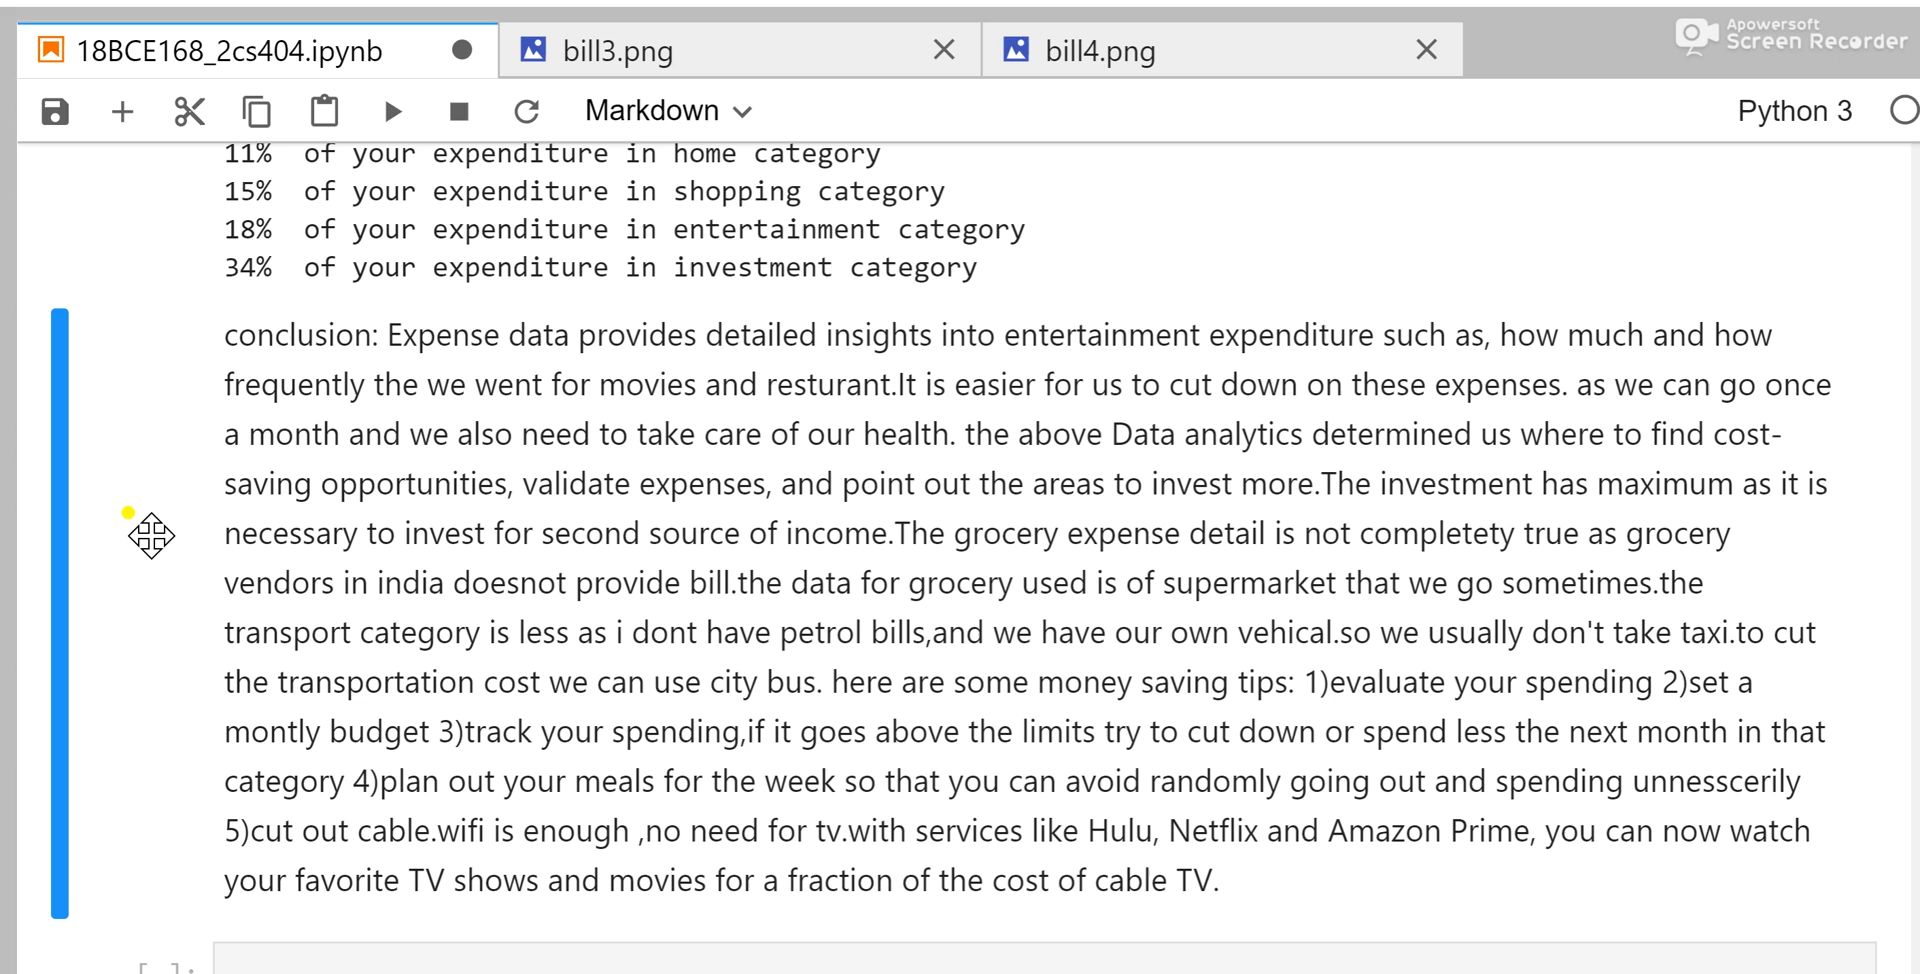 Apowersoft
Screen Recorder
18BCE168_2cs404.ipynb
bill3.png
bill4.png
Markdown
Python 3
11% of your expenditure in home category
15% of your expenditure in shopping category
18% of your expenditure in entertainment category
34% of your expenditure in investment category
conclusion: Expense data provides detailed insights into entertainment expenditure such as, how much and how
frequently the we went for movies and resturant.It is easier for us to cut down on these expenses. as we can go once
a month and we also need to take care of our health. the above Data analytics determined us where to find cost-
saving opportunities, validate expenses, and point out the areas to invest more.The investment has maximum as it is
necessary to invest for second source of income.The grocery expense detail is not completety true as grocery
vendors in india doesnot provide bill.the data for grocery used is of supermarket that we go sometimes.the
transport category is less as i dont have petrol bills,and we have our own vehical.so we usually don't take taxi.to cut
the transportation cost we can use city bus. here are some money saving tips: 1)evaluate your spending 2)set a
montly budget 3)track your spending,if it goes above the limits try to cut down or spend less the next month in that
category 4)plan out your meals for the week so that you can avoid randomly going out and spending unnesscerily
5)cut out cable.wifi is enough ,no need for tv.with services like Hulu, Netflix and Amazon Prime, you can now watch
your favorite TV shows and movies for a fraction of the cost of cable TV.
[ ]: